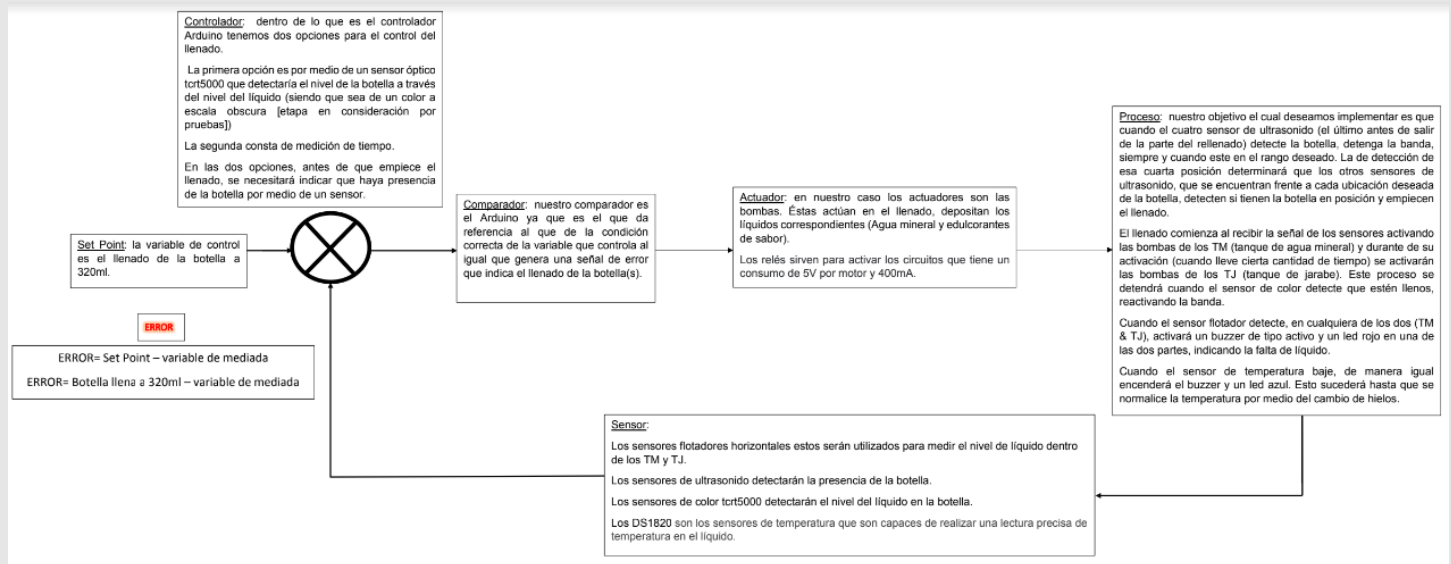 Controlador: dentro de lo que es el controlador
Arduino tenemos dos opciones para el control del
llenado.
La primera opción es por medio de un sensor óptico
tcrt5000 que detectaría el nivel de la botella a través
del nivel del líquido (siendo que sea de un color a
escala obscura [etapa en consideración por
pruebas])
La segunda consta de medición de tiempo.
En las dos opciones, antes de que empiece el
llenado, se necesitará indicar que haya presencia
de la botella por medio de un sensor.
Set Point: la variable de control
es el llenado de la botella a
320ml.
ERROR
ERROR= Set Point – variable de mediada
ERROR= Botella llena a 320ml – variable de mediada
Comparador: nuestro comparador es
el Arduino ya que es el que da
referencia al que de la condición
correcta de la variable que controla al
igual que genera una señal de error
que indica el llenado de la botella(s).
Actuador: en nuestro caso los actuadores son las
bombas. Éstas actúan en el llenado, depositan los
líquidos correspondientes (Agua mineral y edulcorantes
de sabor).
Los relés sirven para activar los circuitos que tiene un
consumo de 5V por motor y 400mA.
Proceso: nuestro objetivo el cual deseamos implementar es que
cuando el cuatro sensor de ultrasonido (el último antes de salir
de la parte del rellenado) detecte la botella, detenga la banda,
siempre y cuando este en el rango deseado. La de detección de
esa cuarta posición determinará que los otros sensores de
ultrasonido, que se encuentran frente a cada ubicación deseada
de la botella, detecten si tienen la botella en posición y empiecen
el llenado.
El llenado comienza al recibir la señal de los sensores activando
las bombas de los TM (tanque de agua mineral) y durante de su
activación (cuando lleve cierta cantidad de tiempo) se activarán
las bombas de los TJ (tanque de jarabe). Este proceso se
detendrá cuando el sensor de color detecte que estén llenos,
reactivando la banda.
Cuando el sensor flotador detecte, en cualquiera de los dos (TM
& TJ), activará un buzzer de tipo activo y un led rojo en una de
las dos partes, indicando la falta de líquido.
Cuando el sensor de temperatura baje, de manera igual
encenderá el buzzer y un led azul. Esto sucederá hasta que se
normalice la temperatura por medio del cambio de hielos.
Sensor:
Los sensores flotadores horizontales estos serán utilizados para medir el nivel de líquido dentro
de los TM y TJ.
Los sensores de ultrasonido detectarán la presencia de la botella.
Los sensores de color tcrt5000 detectarán el nivel del líquido en la botella.
Los DS1820 son los sensores de temperatura que son capaces de realizar una lectura precisa de
temperatura en el líquido.